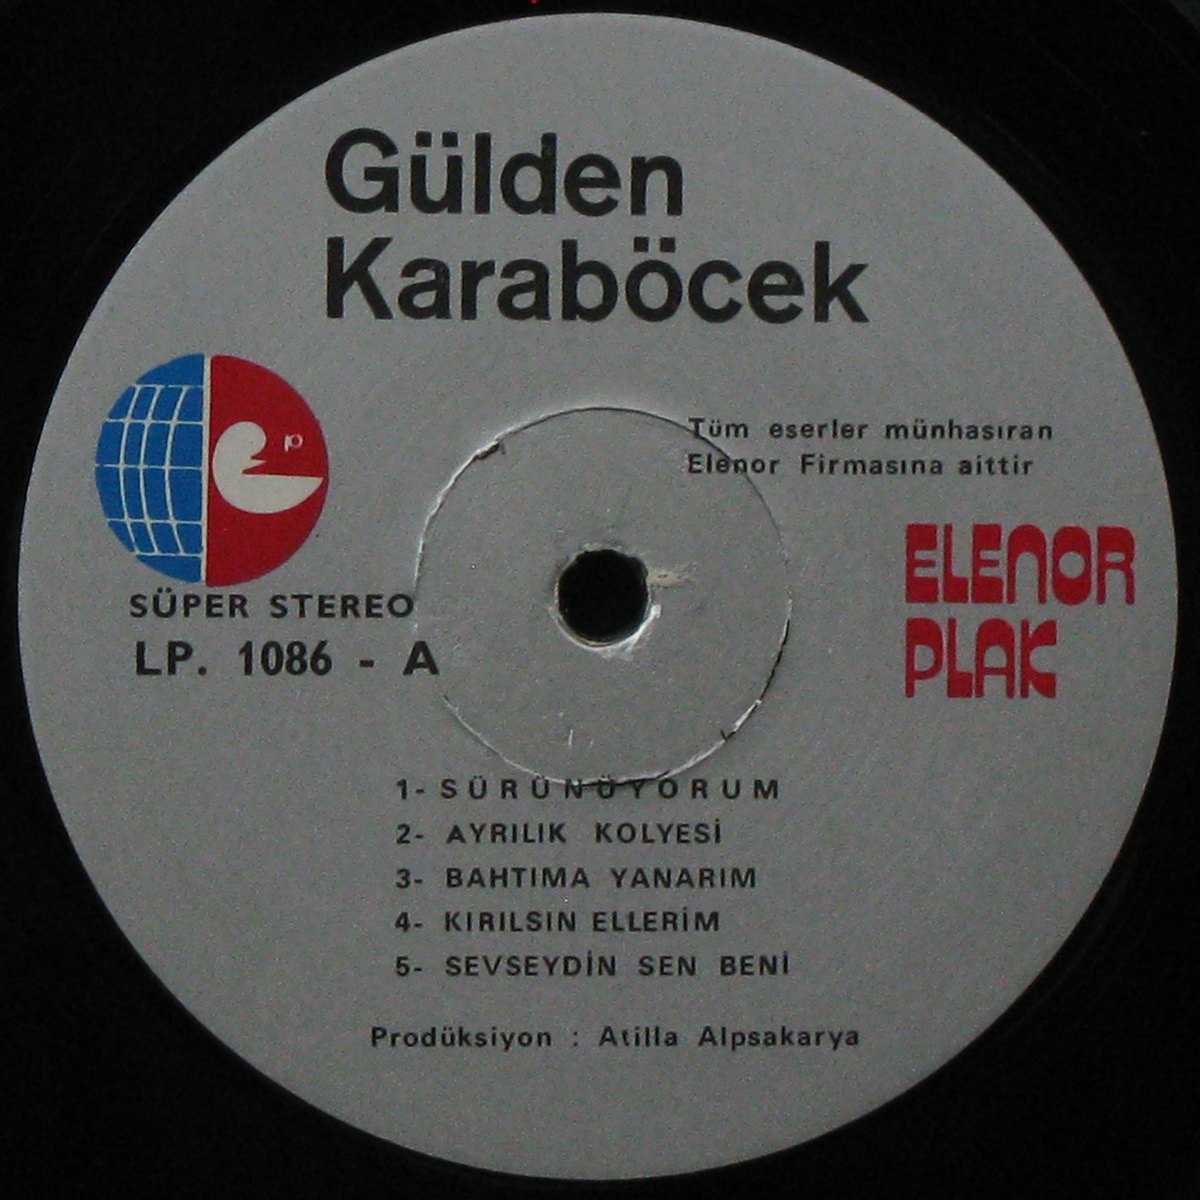 Gülden
Karaböcek
Tüm eserler münhasıran
Elenor Firmasına aittir
ep
ELENOR
PLAK
SÜPER STEREO
LP. 1086 - A
1- SÜRÜNÜYORUM
2- AYRILIK KOLYESİ
3- BAHTIMA YANARIM
4- KIRILSIN ELLERİM
5- SEVSEYDİN SEN BENİ
Prodüksiyon : Atilla Alpsakarya